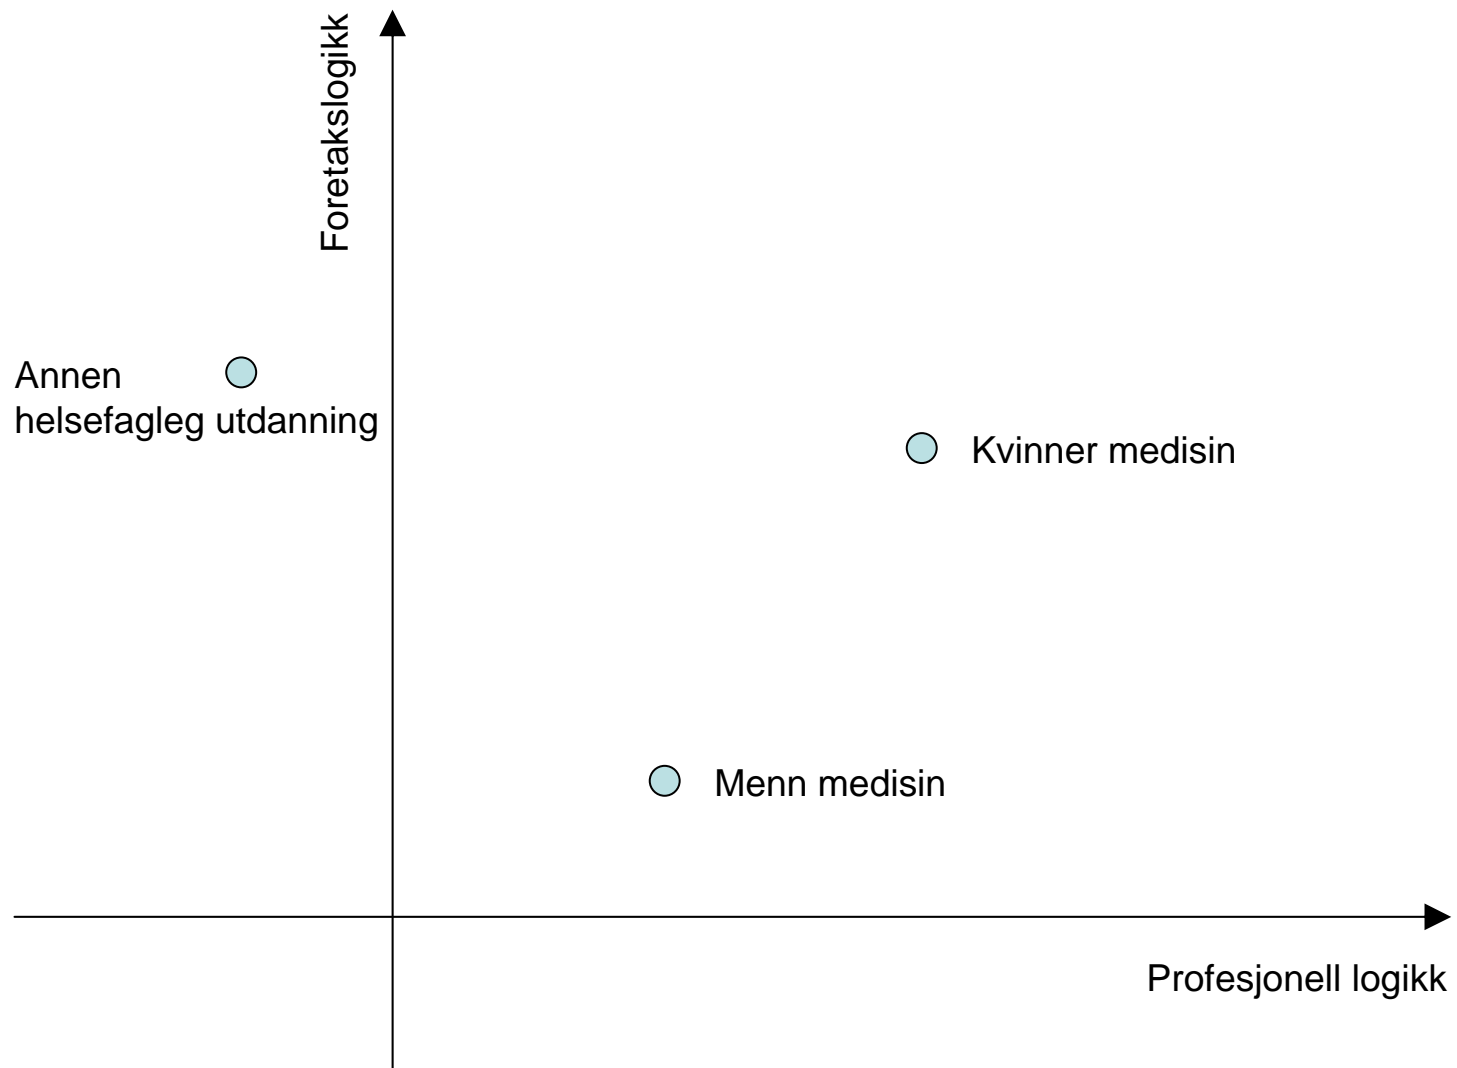 Foretakslogikk
Annen
helsefagleg utdanning
Kvinner medisin
Menn medisin
Profesjonell logikk